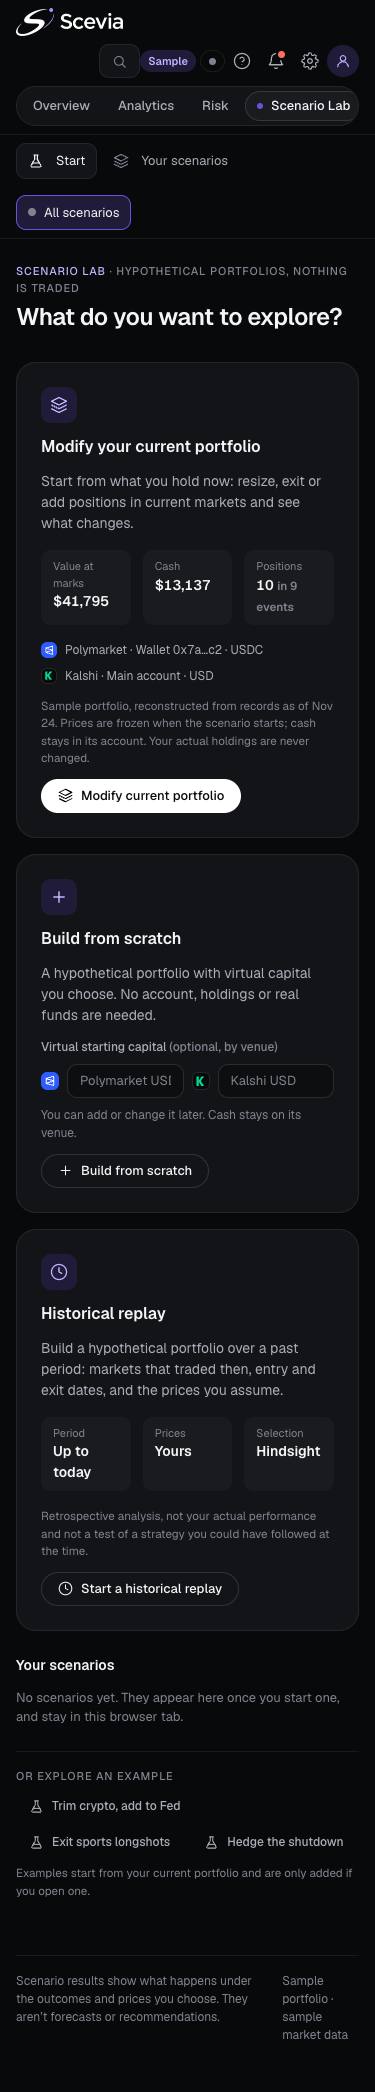 Scevia
Sample
Overview Analytics Risk Scenario Lab
Start Your scenarios
All scenarios
SCENARIO LAB · HYPOTHETICAL PORTFOLIOS, NOTHING
IS TRADED
What do you want to explore?
Modify your current portfolio
Start from what you hold now: resize, exit or
add positions in current markets and see
what changes.
Value at
marks
$41,795
Cash
$13,137
Positions
10 in 9
events
Polymarket · Wallet 0x7a…c2 · USDC
Kalshi · Main account · USD
Sample portfolio, reconstructed from records as of Nov
24. Prices are frozen when the scenario starts; cash
stays in its account. Your actual holdings are never
changed.
Modify current portfolio
Build from scratch
A hypothetical portfolio with virtual capital
you choose. No account, holdings or real
funds are needed.
Virtual starting capital (optional, by venue)
Polymarket USD Kalshi USD
You can add or change it later. Cash stays on its
venue.
Build from scratch
Historical replay
Build a hypothetical portfolio over a past
period: markets that traded then, entry and
exit dates, and the prices you assume.
Period
Up to
today
Prices
Yours
Selection
Hindsight
Retrospective analysis, not your actual performance
and not a test of a strategy you could have followed at
the time.
Start a historical replay
Your scenarios
No scenarios yet. They appear here once you start one,
and stay in this browser tab.
OR EXPLORE AN EXAMPLE
Trim crypto, add to Fed
Exit sports longshots Hedge the shutdown
Examples start from your current portfolio and are only added if
you open one.
Scenario results show what happens under
the outcomes and prices you choose. They
aren't forecasts or recommendations.
Sample
portfolio ·
sample
market data